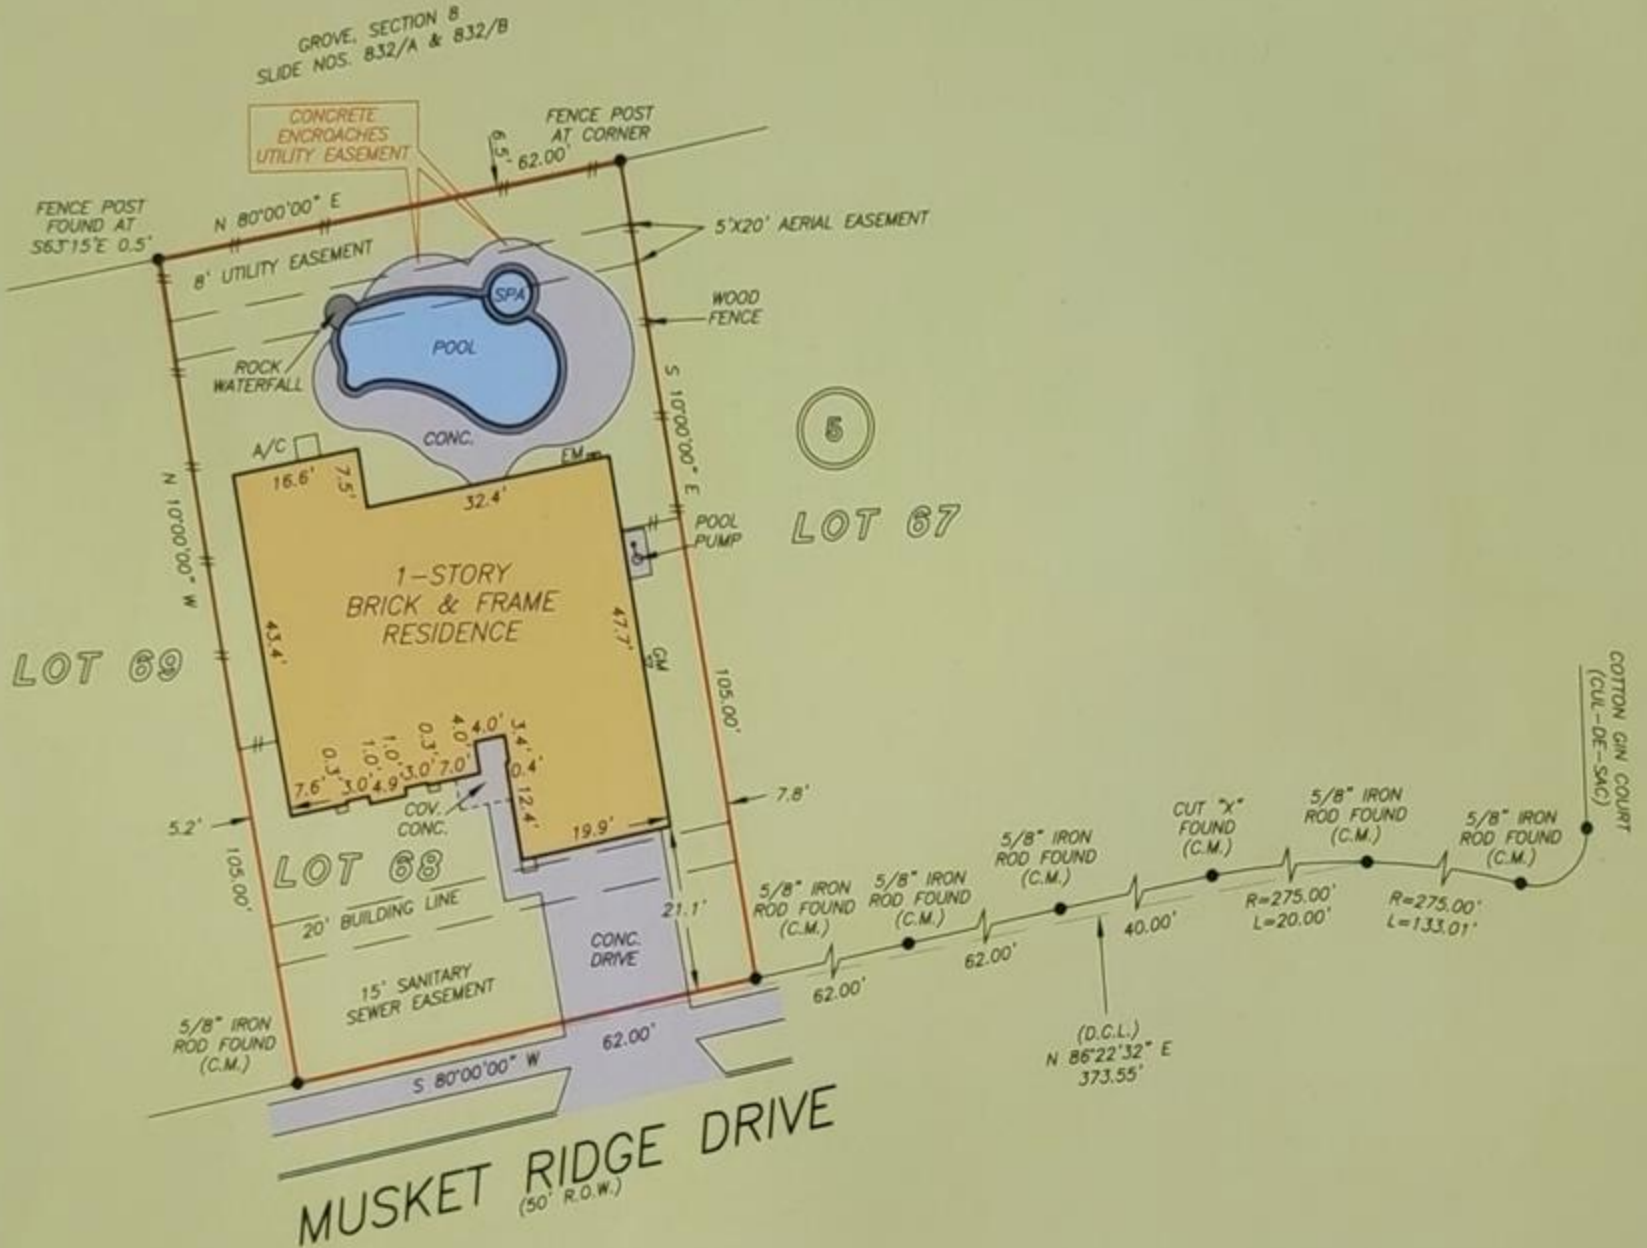 GROVE, SECTION 8
SLIDE NOS. 832/A & 832/B
CONCRETE
ENCROACHES
UTILITY EASEMENT
FENCE POST
AT CORNER
6.5'
62.00'
FENCE POST
FOUND AT
S63°15'E 0.5'
N 80°00'00" E
8' UTILITY EASEMENT
5'X20' AERIAL EASEMENT
SPA
WOOD
FENCE
POOL
ROCK
WATERFALL
S 10°00'00" E
5
CONC.
A/C
EM
16.6'
7.5'
32.4'
N 10°00'00" W
POOL
PUMP
LOT 67
1-STORY
BRICK & FRAME
RESIDENCE
43.4'
47.7'
GM
LOT 69
105.00'
COTTON GIN COURT
(CUL-DE-SAC)
7.6'
0.3'
3.0'
1.0'
4.9'
1.0'
3.0'
0.3'
7.0'
4.0'
4.0'
3.4'
0.4'
12.4'
COV.
CONC.
19.9'
7.8'
5.2'
105.00'
LOT 68
20' BUILDING LINE
21.1'
CONC.
DRIVE
15' SANITARY
SEWER EASEMENT
5/8" IRON
ROD FOUND
(C.M.)
5/8" IRON
ROD FOUND
(C.M.)
5/8" IRON
ROD FOUND
(C.M.)
5/8" IRON
ROD FOUND
(C.M.)
CUT "X"
FOUND
(C.M.)
5/8" IRON
ROD FOUND
(C.M.)
5/8" IRON
ROD FOUND
(C.M.)
62.00'
62.00'
40.00'
R=275.00'
L=20.00'
R=275.00'
L=133.01'
(D.C.L.)
N 86°22'32" E
373.55'
62.00'
S 80°00'00" W
MUSKET RIDGE DRIVE
(50' R.O.W.)